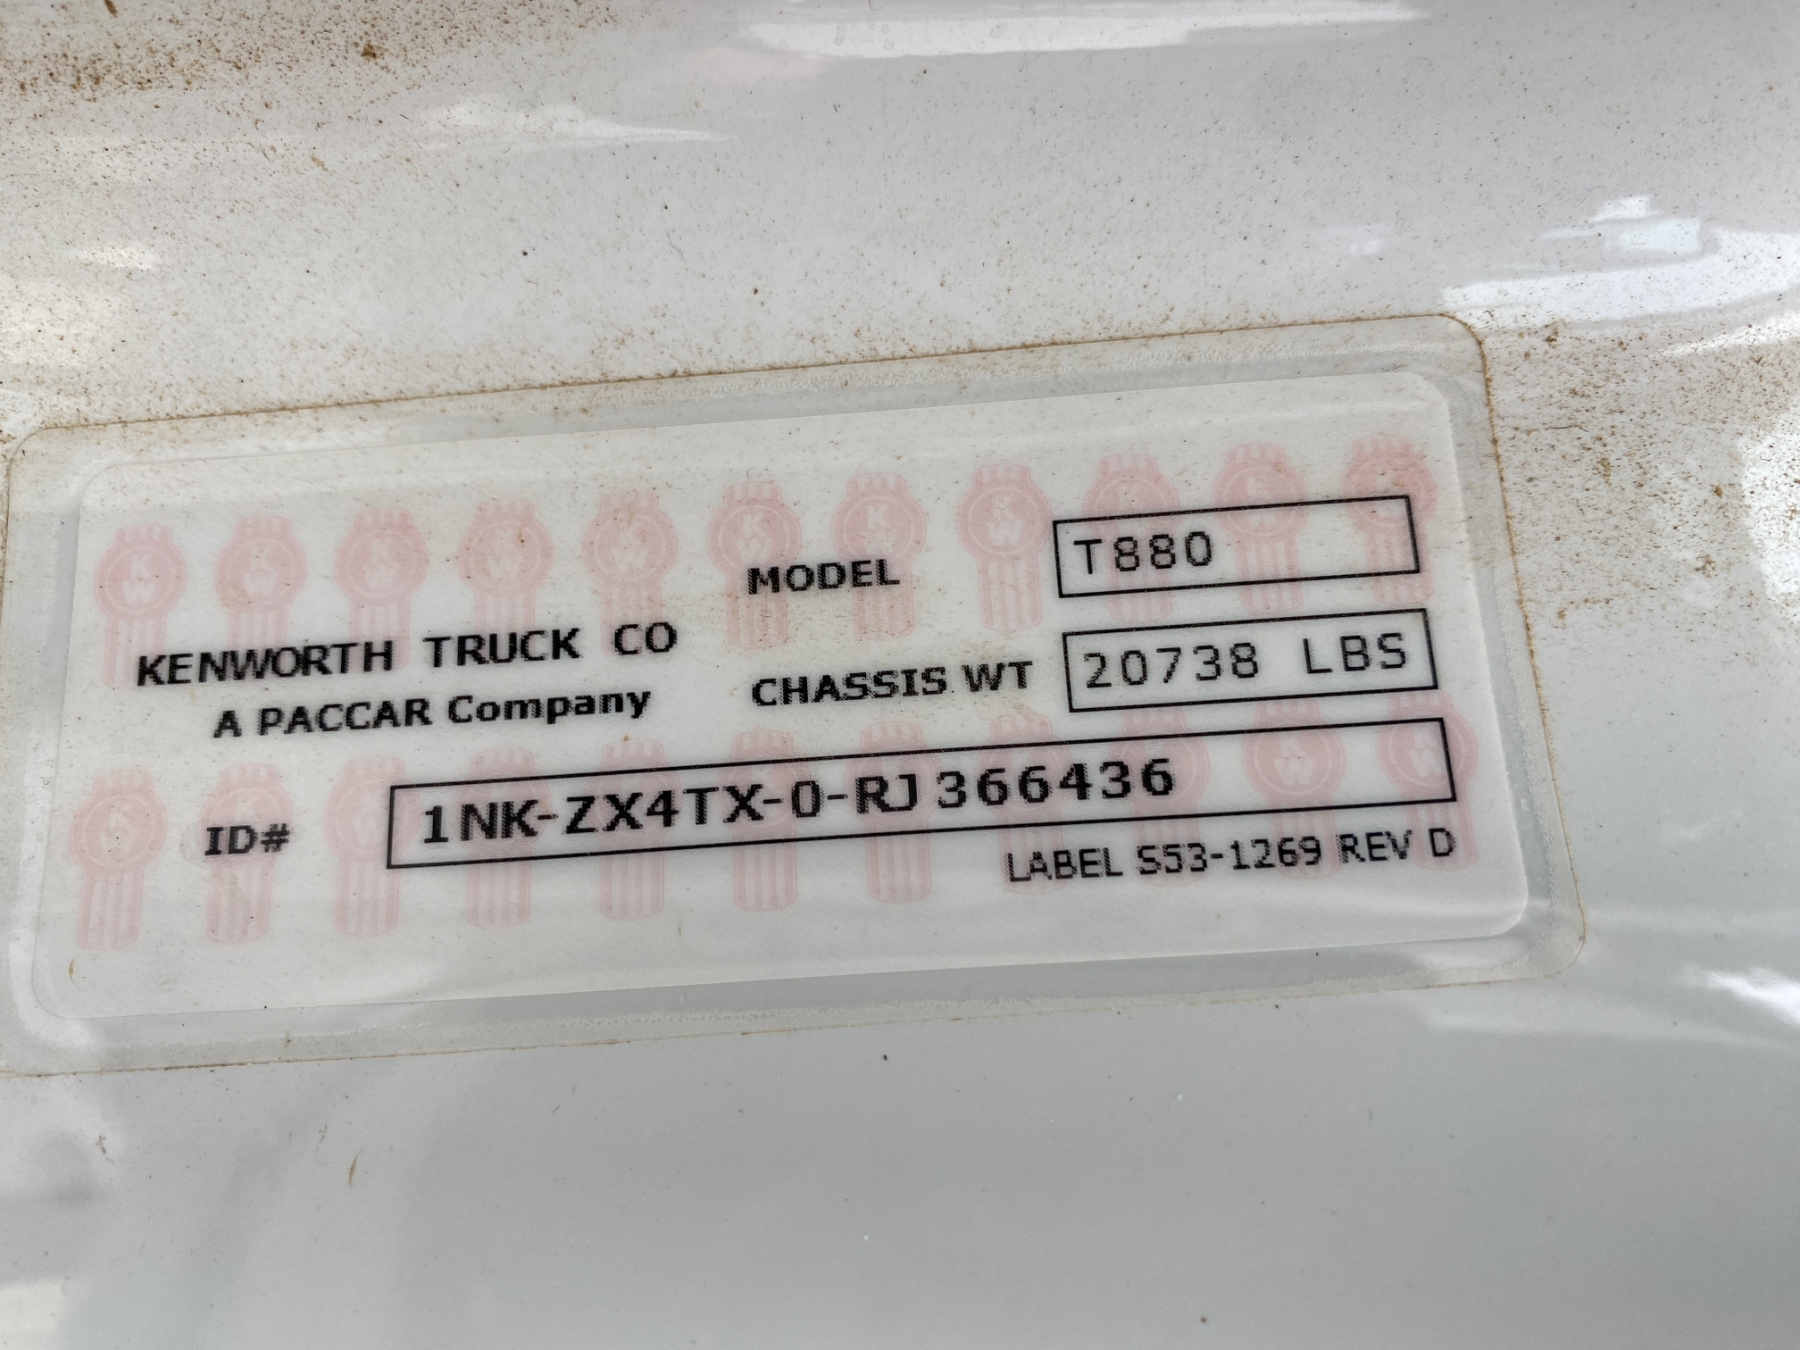 MODEL T880
KENWORTH TRUCK CO
A PACCAR Company
CHASSIS WT 20738 LBS
ID# 1NK-ZX4TX-0-RJ366436
LABEL S53-1269 REV D